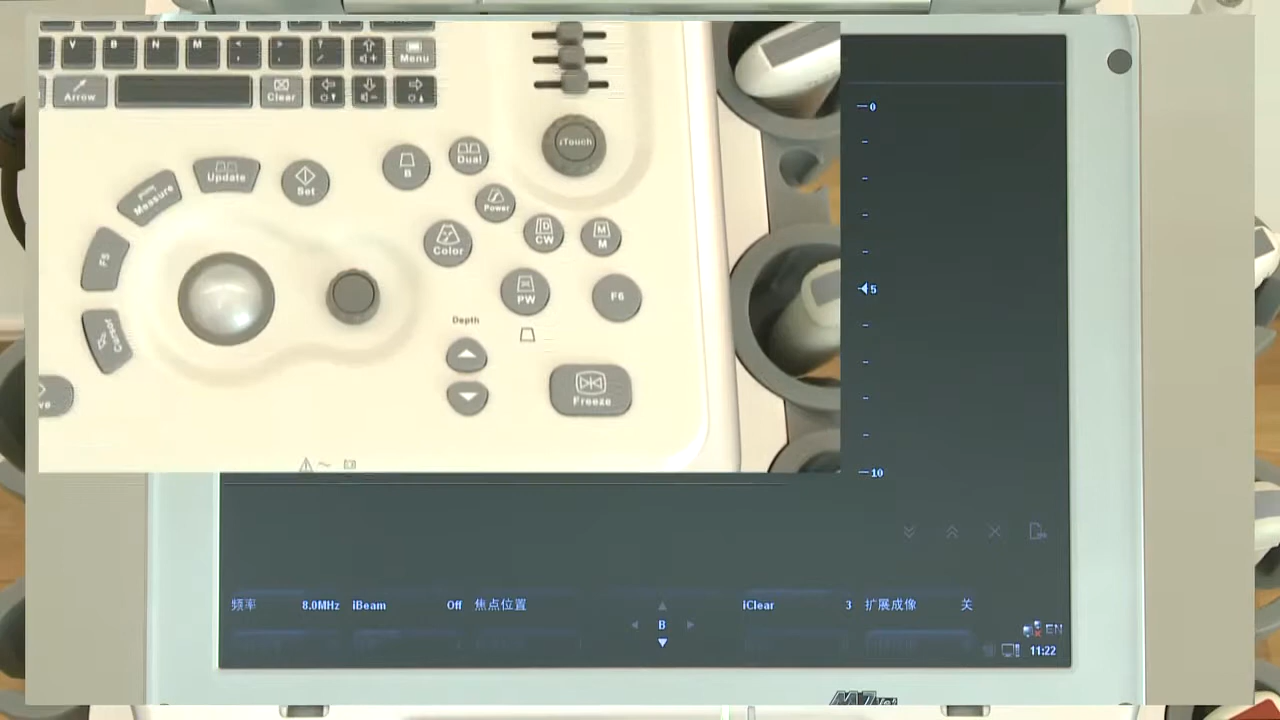 V B N M < > ? Menu
, . /
Arrow Clear
iTouch
Dual
B
Update
Set
Measure
Power
CW
M
Color
F5
PW
F6
Cursor
Depth
Freeze
0
5
10
频率 8.0MHz iBeam Off 焦点位置 B iClear 3 扩展成像 关
EN
11:22